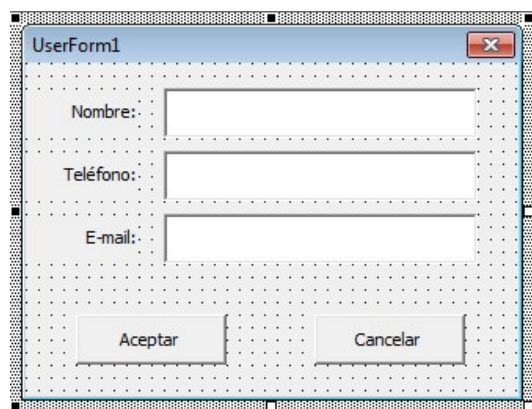 UserForm1
Nombre:
Teléfono:
E-mail:
Aceptar Cancelar